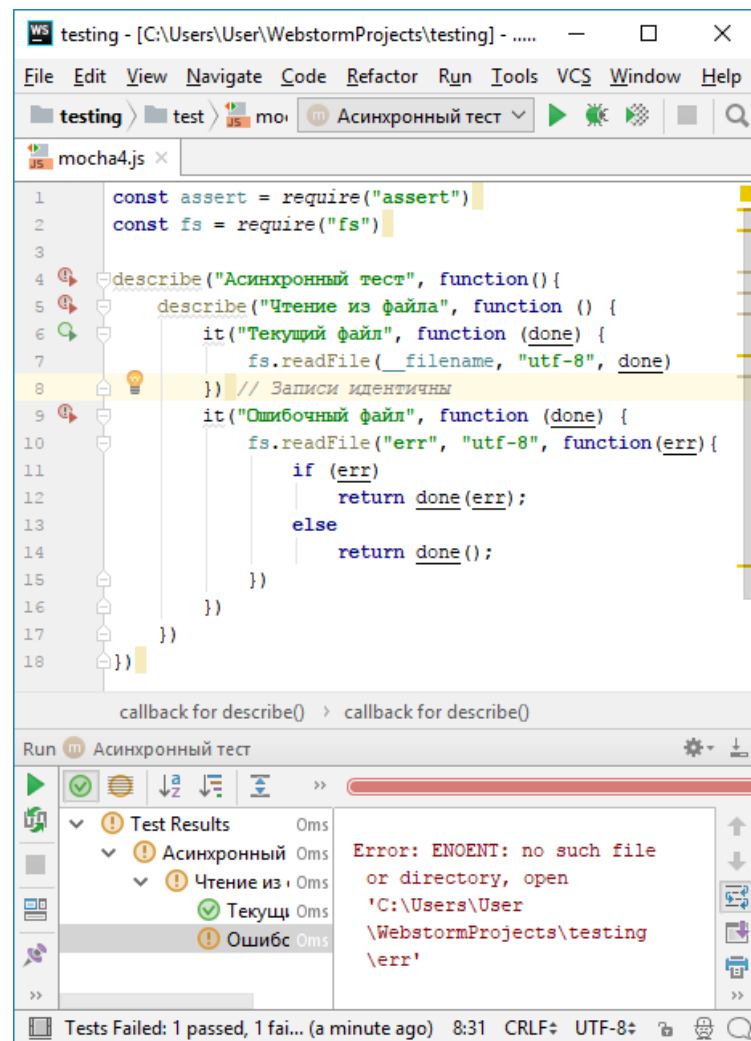 WS testing - [C:\Users\User\WebstormProjects\testing] - .....
File Edit View Navigate Code Refactor Run Tools VCS Window Help
testing test JS mo m Асинхронный тест
JS mocha4.js
1 const assert = require("assert")
2 const fs = require("fs")
3
4 describe("Асинхронный тест", function(){
5 describe("Чтение из файла", function () {
6 it("Текущий файл", function (done) {
7 fs.readFile(__filename, "utf-8", done)
8 }) // Записи идентичны
9 it("Ошибочный файл", function (done) {
10 fs.readFile("err", "utf-8", function(err){
11 if (err)
12 return done(err);
13 else
14 return done();
15 })
16 })
17 })
18 })
callback for describe() > callback for describe()
Run m Асинхронный тест
Test Results 0ms
Асинхронный 0ms
Чтение из 0ms
Текущ 0ms
Ошибс 0ms
Error: ENOENT: no such file
or directory, open
'C:\Users\User
\WebstormProjects\testing
\err'
Tests Failed: 1 passed, 1 fai... (a minute ago) 8:31 CRLF UTF-8